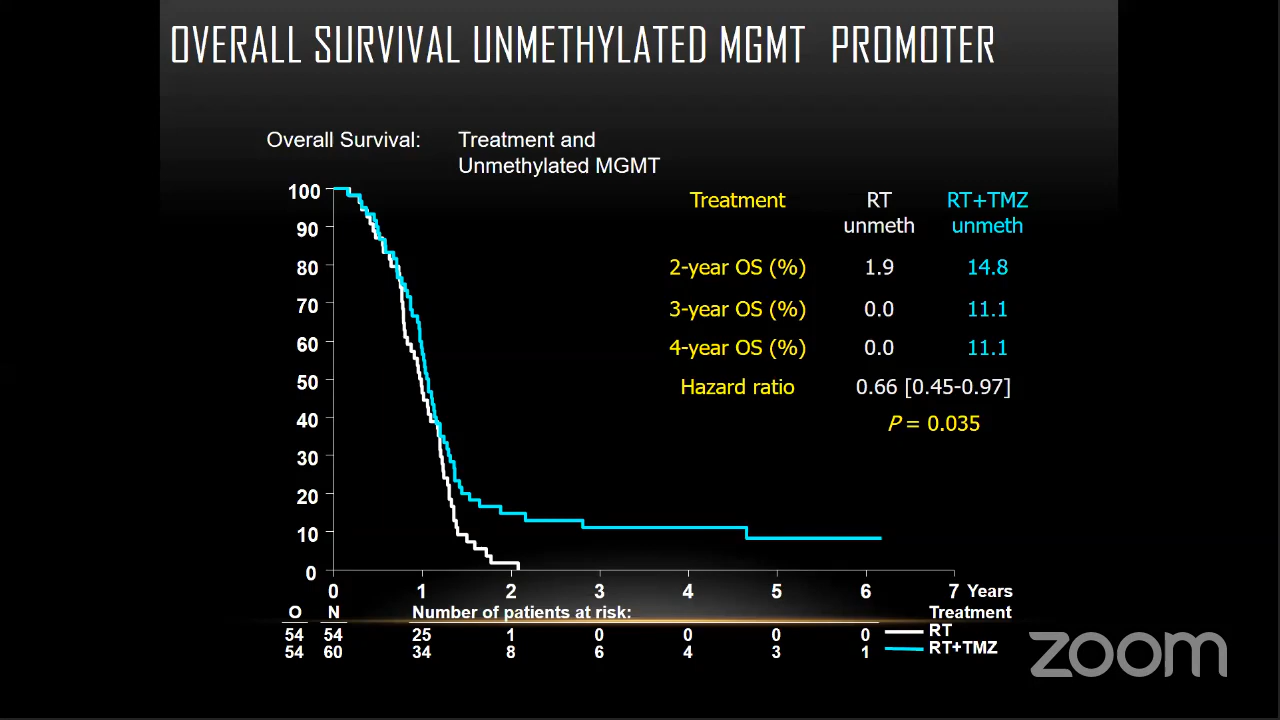 OVERALL SURVIVAL UNMETHYLATED MGMT PROMOTER
Overall Survival: Treatment and
Unmethylated MGMT
Treatment RT RT+TMZ
unmeth unmeth
2-year OS (%) 1.9 14.8
3-year OS (%) 0.0 11.1
4-year OS (%) 0.0 11.1
Hazard ratio 0.66 [0.45-0.97]
P = 0.035
100
90
80
70
60
50
40
30
20
10
0
0 1 2 3 4 5 6 7 Years
O N Number of patients at risk: Treatment
54 54 25 1 0 0 0 0 RT
54 60 34 8 6 4 3 1 RT+TMZ
zoom